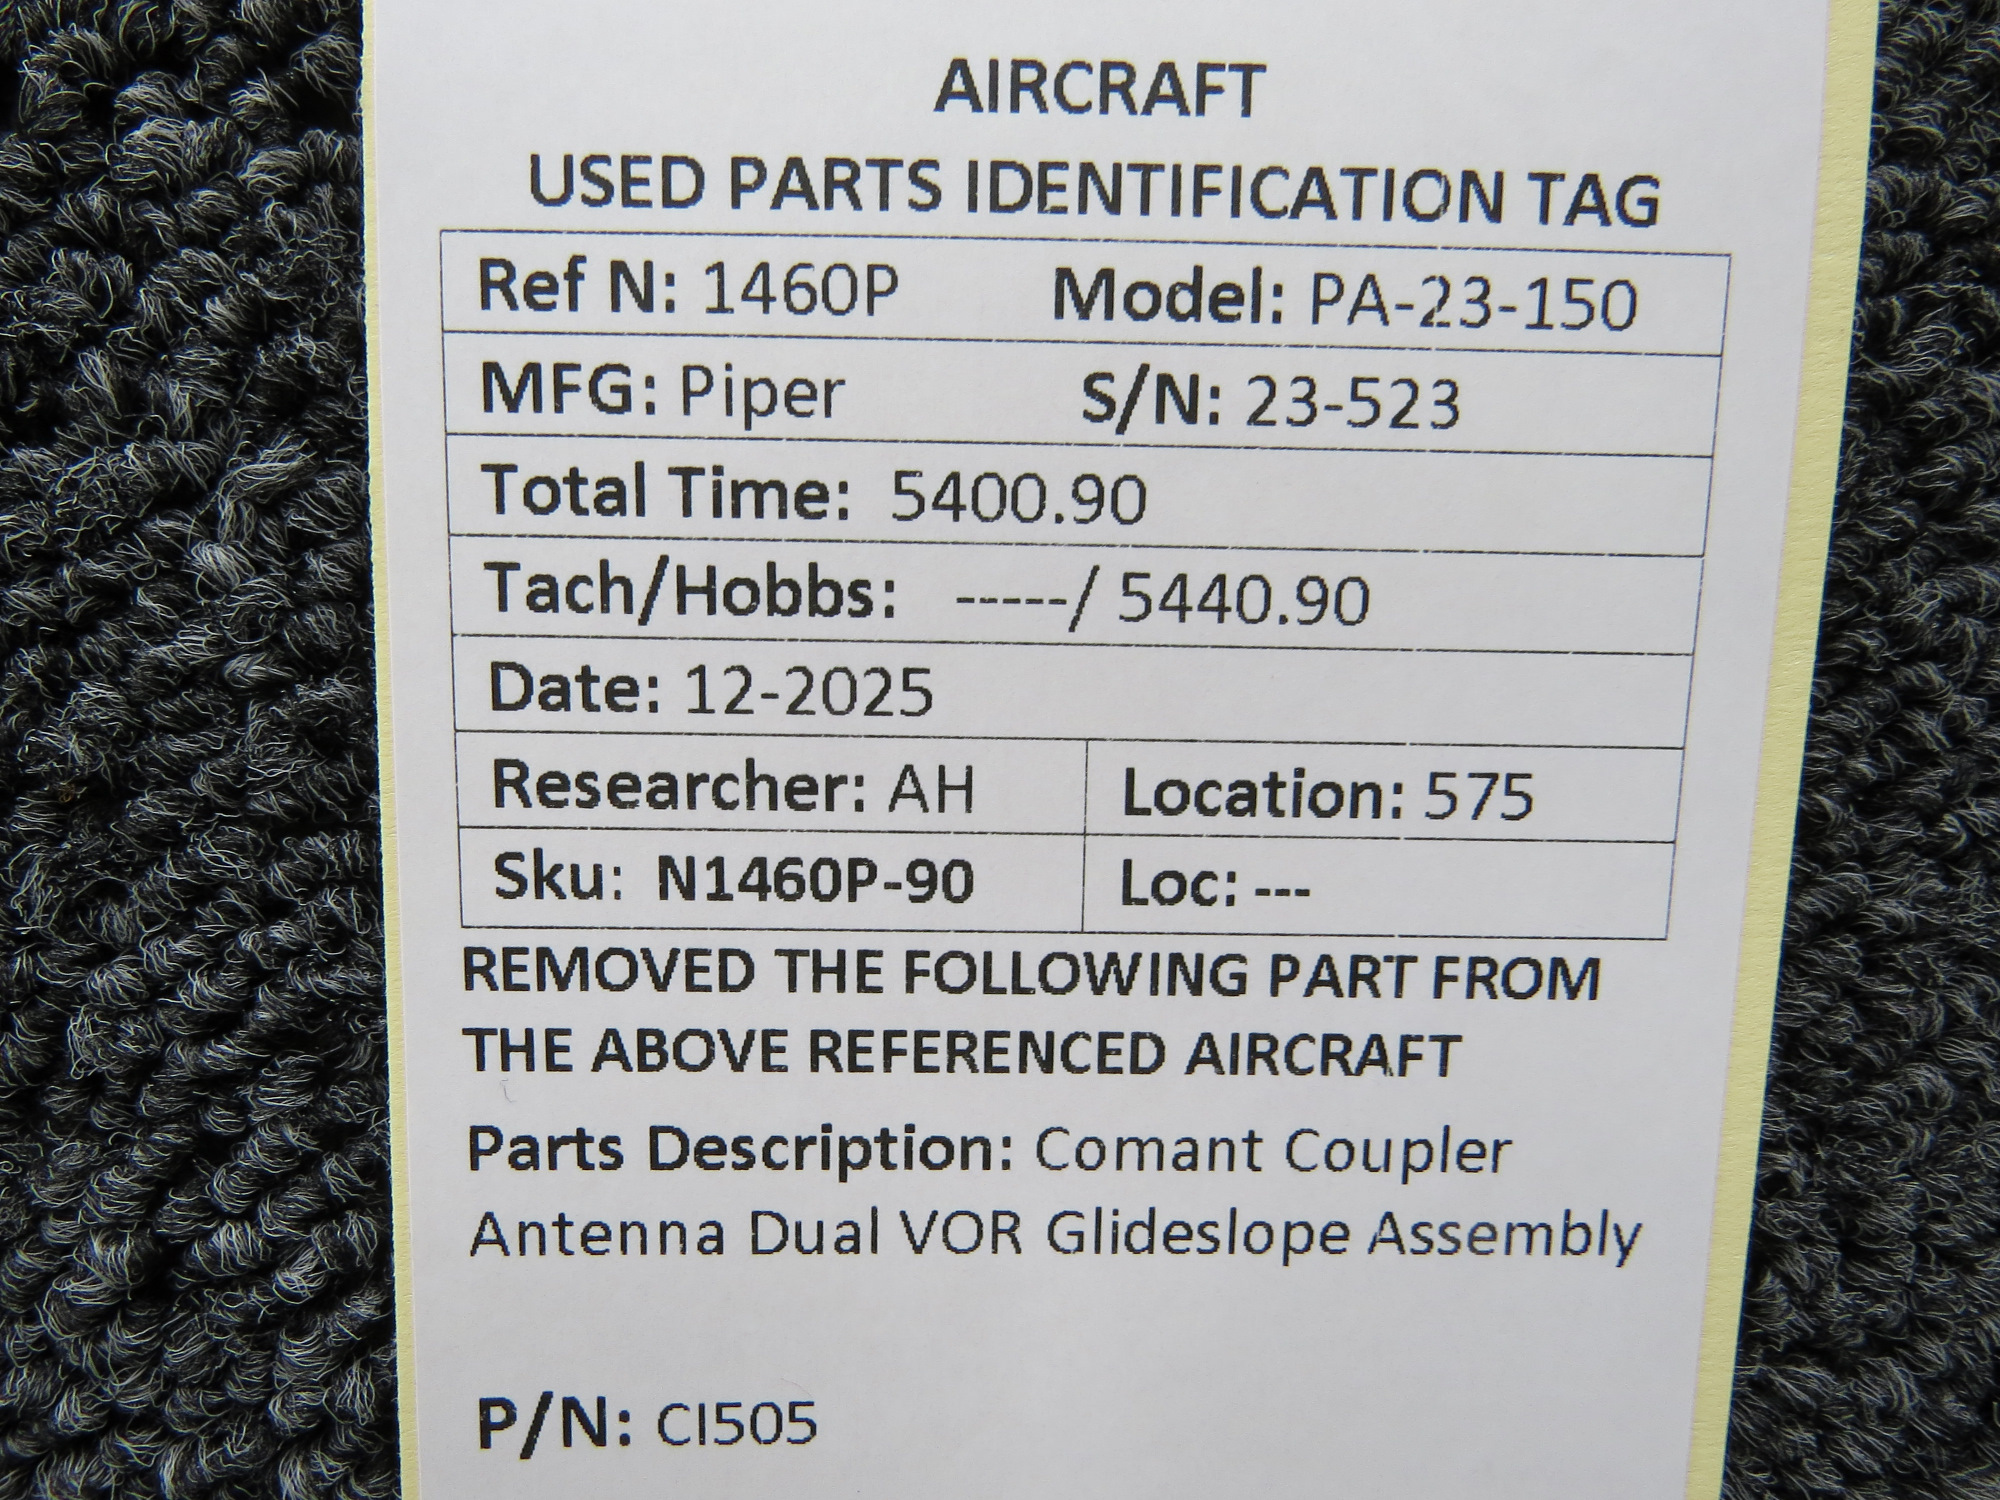 AIRCRAFT
USED PARTS IDENTIFICATION TAG
Ref N: 1460P Model: PA-23-150
MFG: Piper S/N: 23-523
Total Time: 5400.90
Tach/Hobbs: -----/ 5440.90
Date: 12-2025
Researcher: AH Location: 575
Sku: N1460P-90 Loc: ---
REMOVED THE FOLLOWING PART FROM
THE ABOVE REFERENCED AIRCRAFT
Parts Description: Comant Coupler
Antenna Dual VOR Glideslope Assembly
P/N: CI505